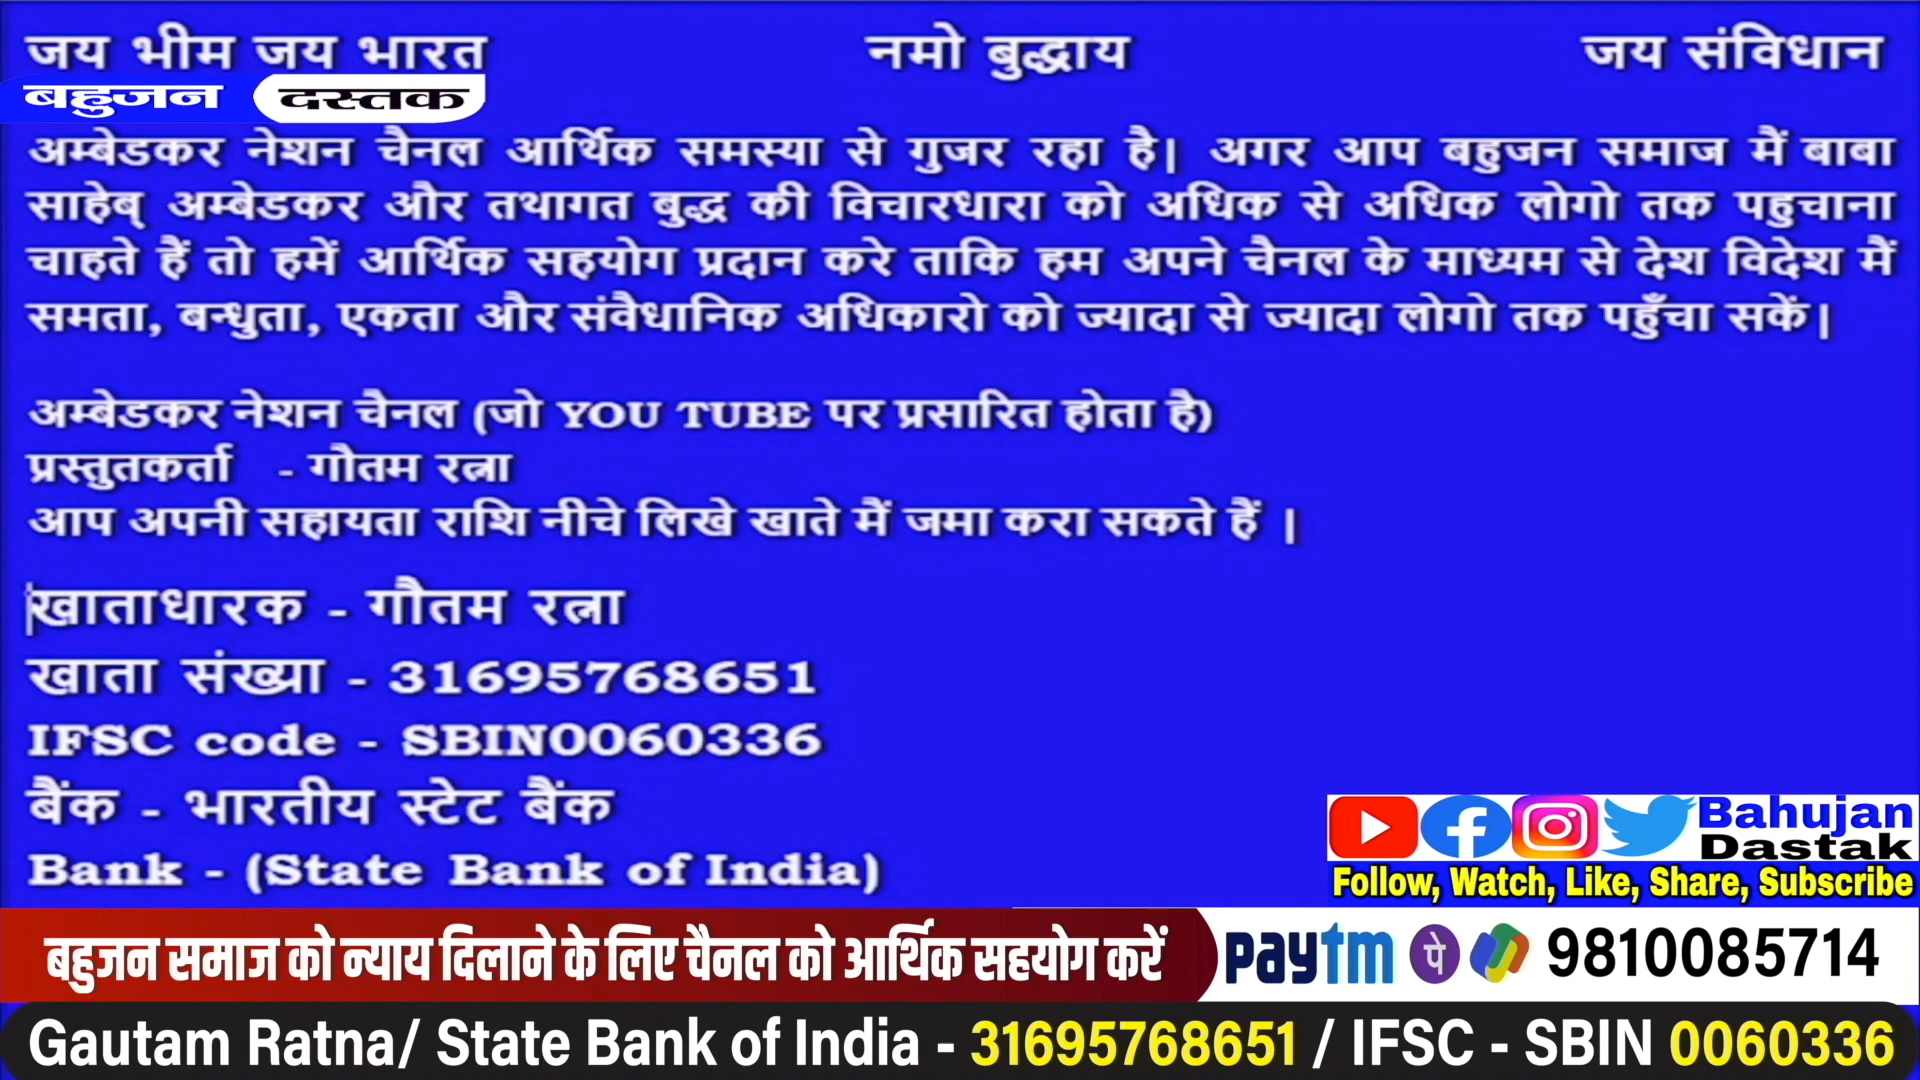 जय भीम जय भारत नमो बुद्धाय जय संविधान
बहुजन दस्तक
अम्बेडकर नेशन चैनल आर्थिक समस्या से गुजर रहा है| अगर आप बहुजन समाज मैं बाबा
साहेब् अम्बेडकर और तथागत बुद्ध की विचारधारा को अधिक से अधिक लोगो तक पहुचाना
चाहते हैं तो हमें आर्थिक सहयोग प्रदान करे ताकि हम अपने चैनल के माध्यम से देश विदेश मैं
समता, बन्धुता, एकता और संवैधानिक अधिकारो को ज्यादा से ज्यादा लोगो तक पहुँचा सकें|
अम्बेडकर नेशन चैनल (जो YOU TUBE पर प्रसारित होता है)
प्रस्तुतकर्ता - गौतम रत्ना
आप अपनी सहायता राशि नीचे लिखे खाते मैं जमा करा सकते हैं |
खाताधारक - गौतम रत्ना
खाता संख्या - 31695768651
IFSC code - SBIN0060336
बैंक - भारतीय स्टेट बैंक
Bank - (State Bank of India)
Bahujan
Dastak
Follow, Watch, Like, Share, Subscribe
बहुजन समाज को न्याय दिलाने के लिए चैनल को आर्थिक सहयोग करें paytm पे 9810085714
Gautam Ratna/ State Bank of India - 31695768651 / IFSC - SBIN 0060336